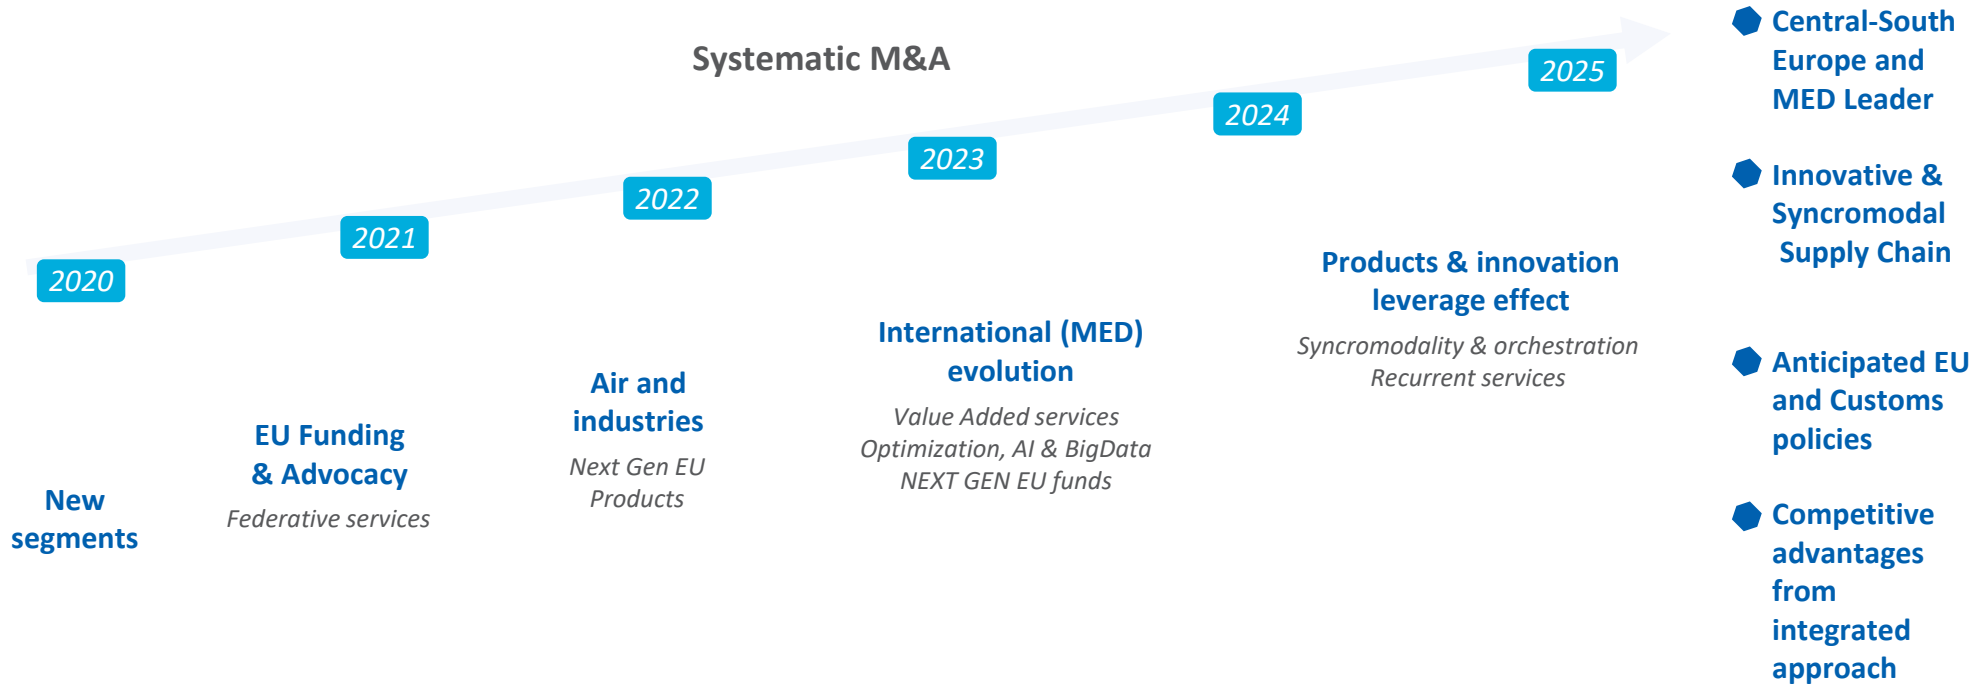 Systematic M&A
2020
2021
2022
2023
2024
2025
New
segments
EU Funding
& Advocacy
Federative services
Air and
industries
Next Gen EU
Products
International (MED)
evolution
Value Added services
Optimization, AI & BigData
NEXT GEN EU funds
Products & innovation
leverage effect
Syncromodality & orchestration
Recurrent services
Central-South
Europe and
MED Leader
Innovative &
Syncromodal
Supply Chain
Anticipated EU
and Customs
policies
Competitive
advantages
from
integrated
approach